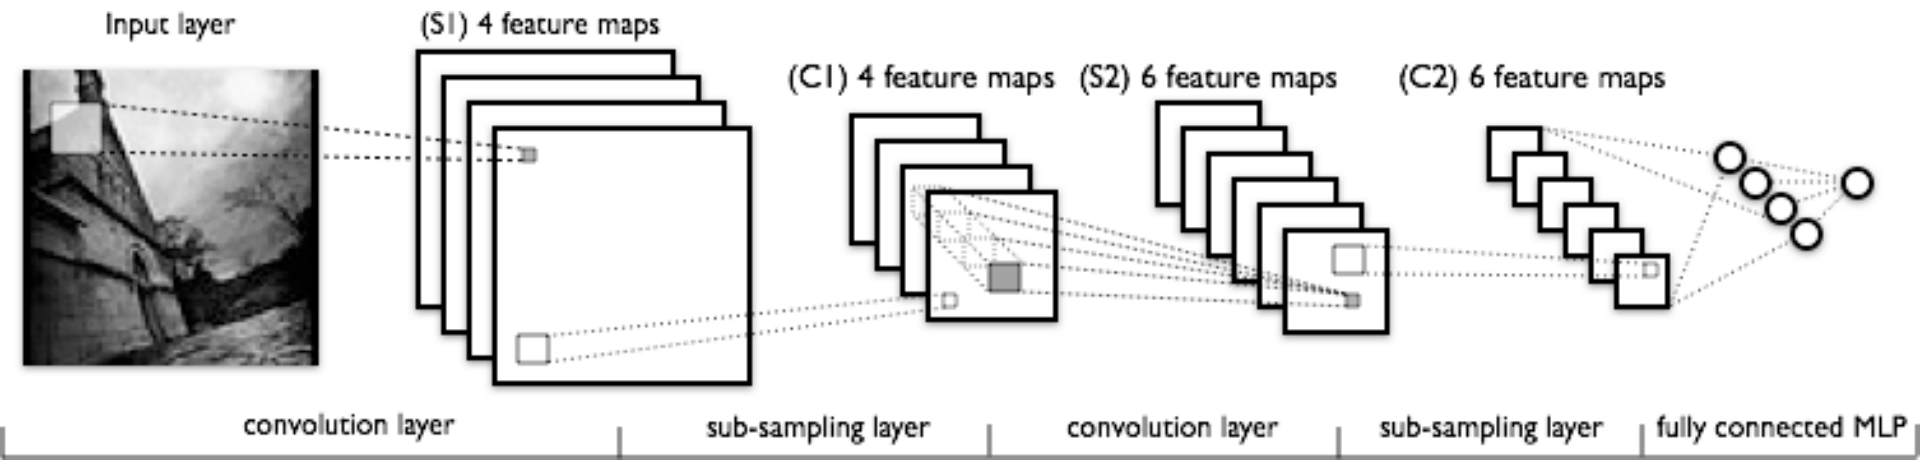 Input layer
(S1) 4 feature maps
(C1) 4 feature maps
(S2) 6 feature maps
(C2) 6 feature maps
convolution layer
sub-sampling layer
convolution layer
sub-sampling layer
fully connected MLP